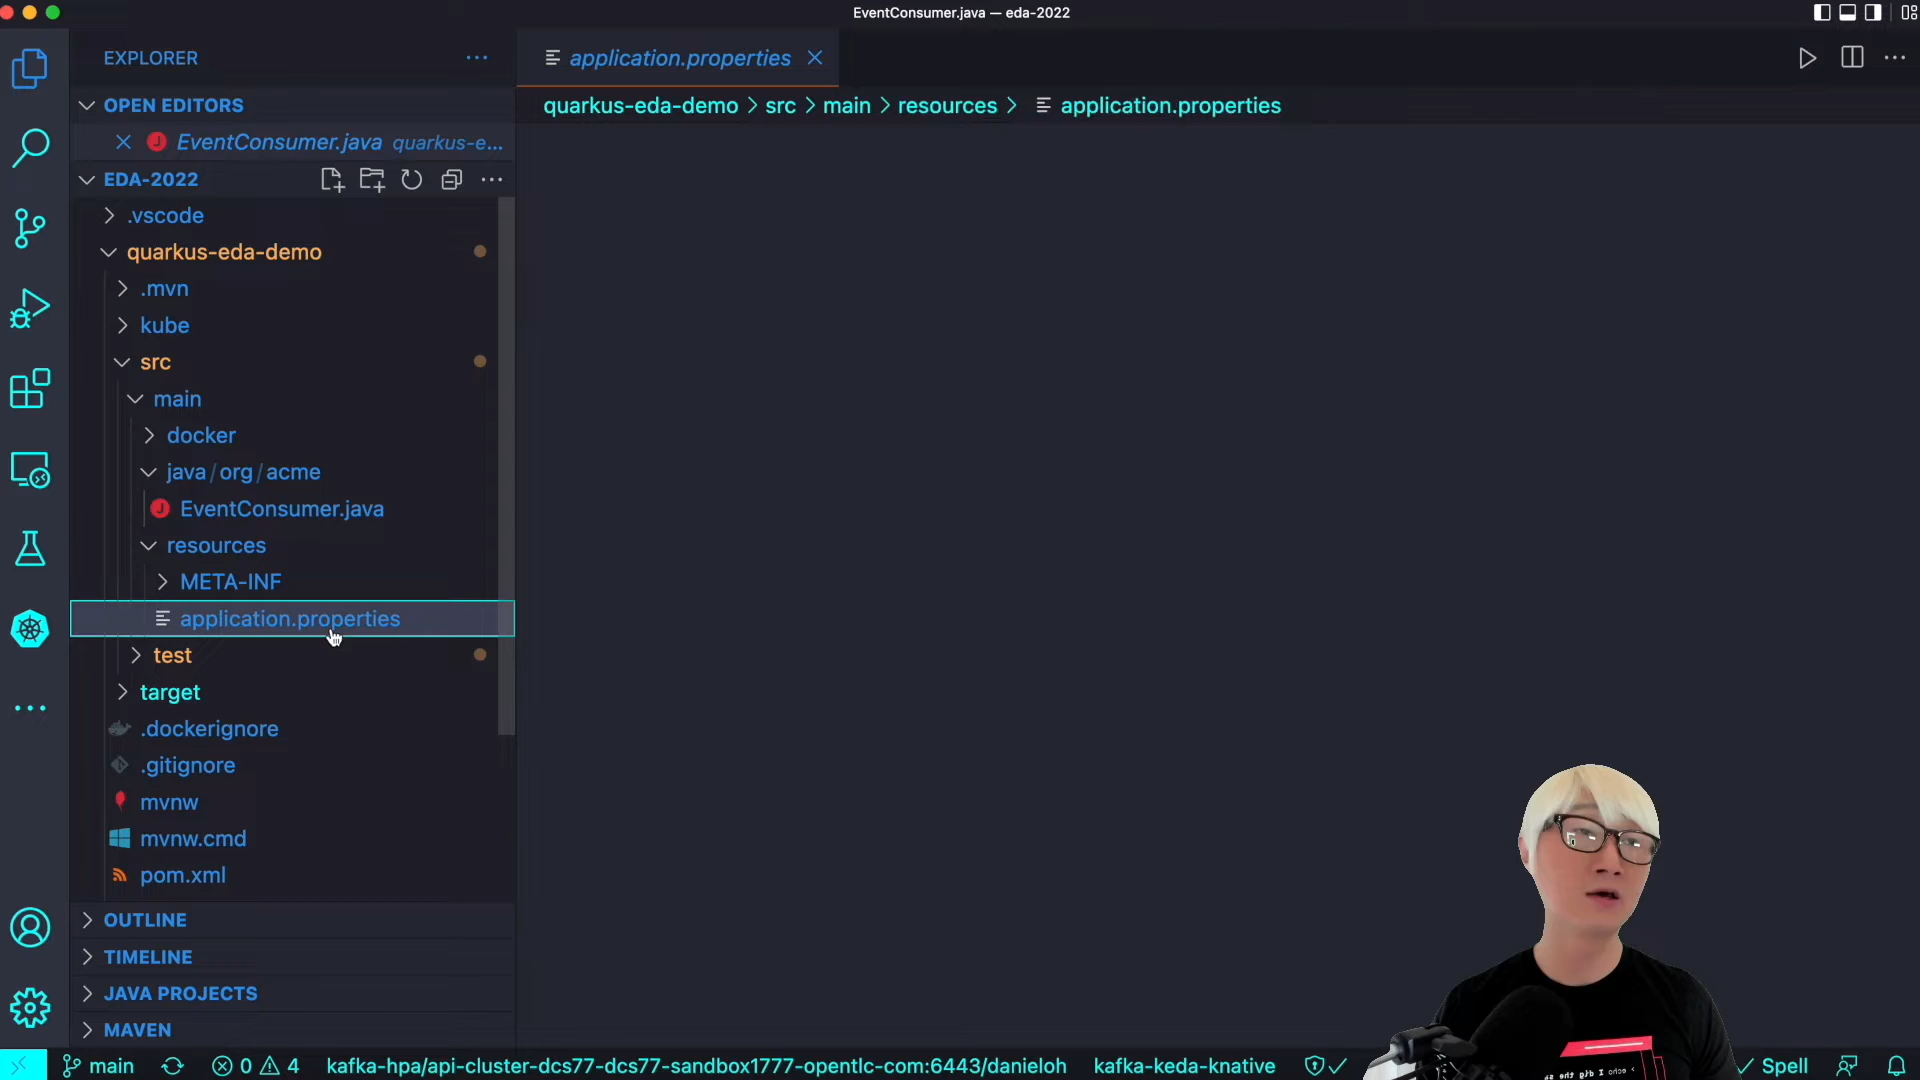 EventConsumer.java — eda-2022
EXPLORER
application.properties
OPEN EDITORS
quarkus-eda-demo > src > main > resources > application.properties
EventConsumer.java quarkus-e...
EDA-2022
.vscode
quarkus-eda-demo
.mvn
kube
src
main
docker
java / org / acme
EventConsumer.java
resources
META-INF
application.properties
test
target
.dockerignore
.gitignore
mvnw
mvnw.cmd
pom.xml
OUTLINE
TIMELINE
JAVA PROJECTS
MAVEN
main 0 4 kafka-hpa/api-cluster-dcs77-dcs77-sandbox1777-opentlc-com:6443/danieloh kafka-keda-knative Spell